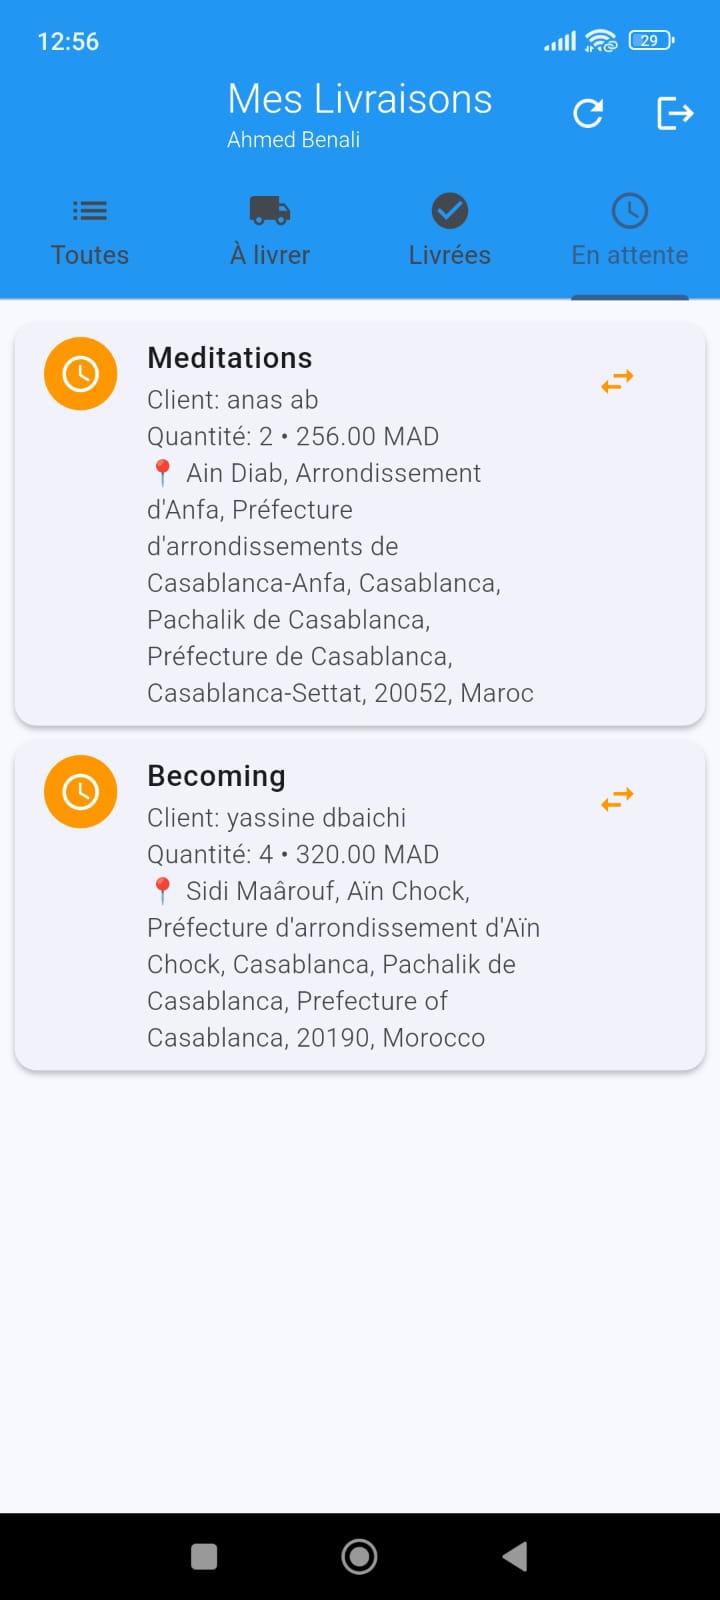 12:56
29
Mes Livraisons
Ahmed Benali
Toutes
À livrer
Livrées
En attente
Meditations
Client: anas ab
Quantité: 2 • 256.00 MAD
📍 Ain Diab, Arrondissement
d'Anfa, Préfecture
d'arrondissements de
Casablanca-Anfa, Casablanca,
Pachalik de Casablanca,
Préfecture de Casablanca,
Casablanca-Settat, 20052, Maroc
Becoming
Client: yassine dbaichi
Quantité: 4 • 320.00 MAD
📍 Sidi Maârouf, Aïn Chock,
Préfecture d'arrondissement d'Aïn
Chock, Casablanca, Pachalik de
Casablanca, Prefecture of
Casablanca, 20190, Morocco